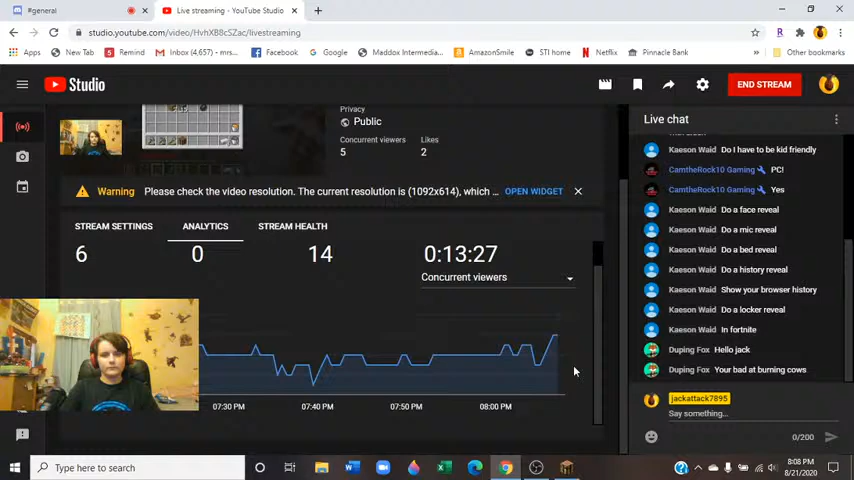 #general
Live streaming - YouTube Studio
studio.youtube.com/video/HvhXB8cSZac/livestreaming
Apps
New Tab
Remind
Inbox (4,657) - mrs...
Facebook
Google
Maddox Intermedia...
AmazonSmile
STI home
Netflix
Pinnacle Bank
Other bookmarks
Studio
END STREAM
Privacy
Public
Concurrent viewers
Likes
5
2
Warning Please check the video resolution. The current resolution is (1092x614), which ... OPEN WIDGET
STREAM SETTINGS
ANALYTICS
STREAM HEALTH
6
0
14
0:13:27
Concurrent viewers
07:30 PM
07:40 PM
07:50 PM
08:00 PM
Live chat
Kaeson Waid Do I have to be kid friendly
CamtheRock10 Gaming PC!
CamtheRock10 Gaming Yes
Kaeson Waid Do a face reveal
Kaeson Waid Do a mic reveal
Kaeson Waid Do a bed reveal
Kaeson Waid Do a history reveal
Kaeson Waid Show your browser history
Kaeson Waid Do a locker reveal
Kaeson Waid In fortnite
Duping Fox Hello jack
Duping Fox Your bad at burning cows
jackattack7895
Say something...
0/200
Type here to search
8:08 PM
8/21/2020